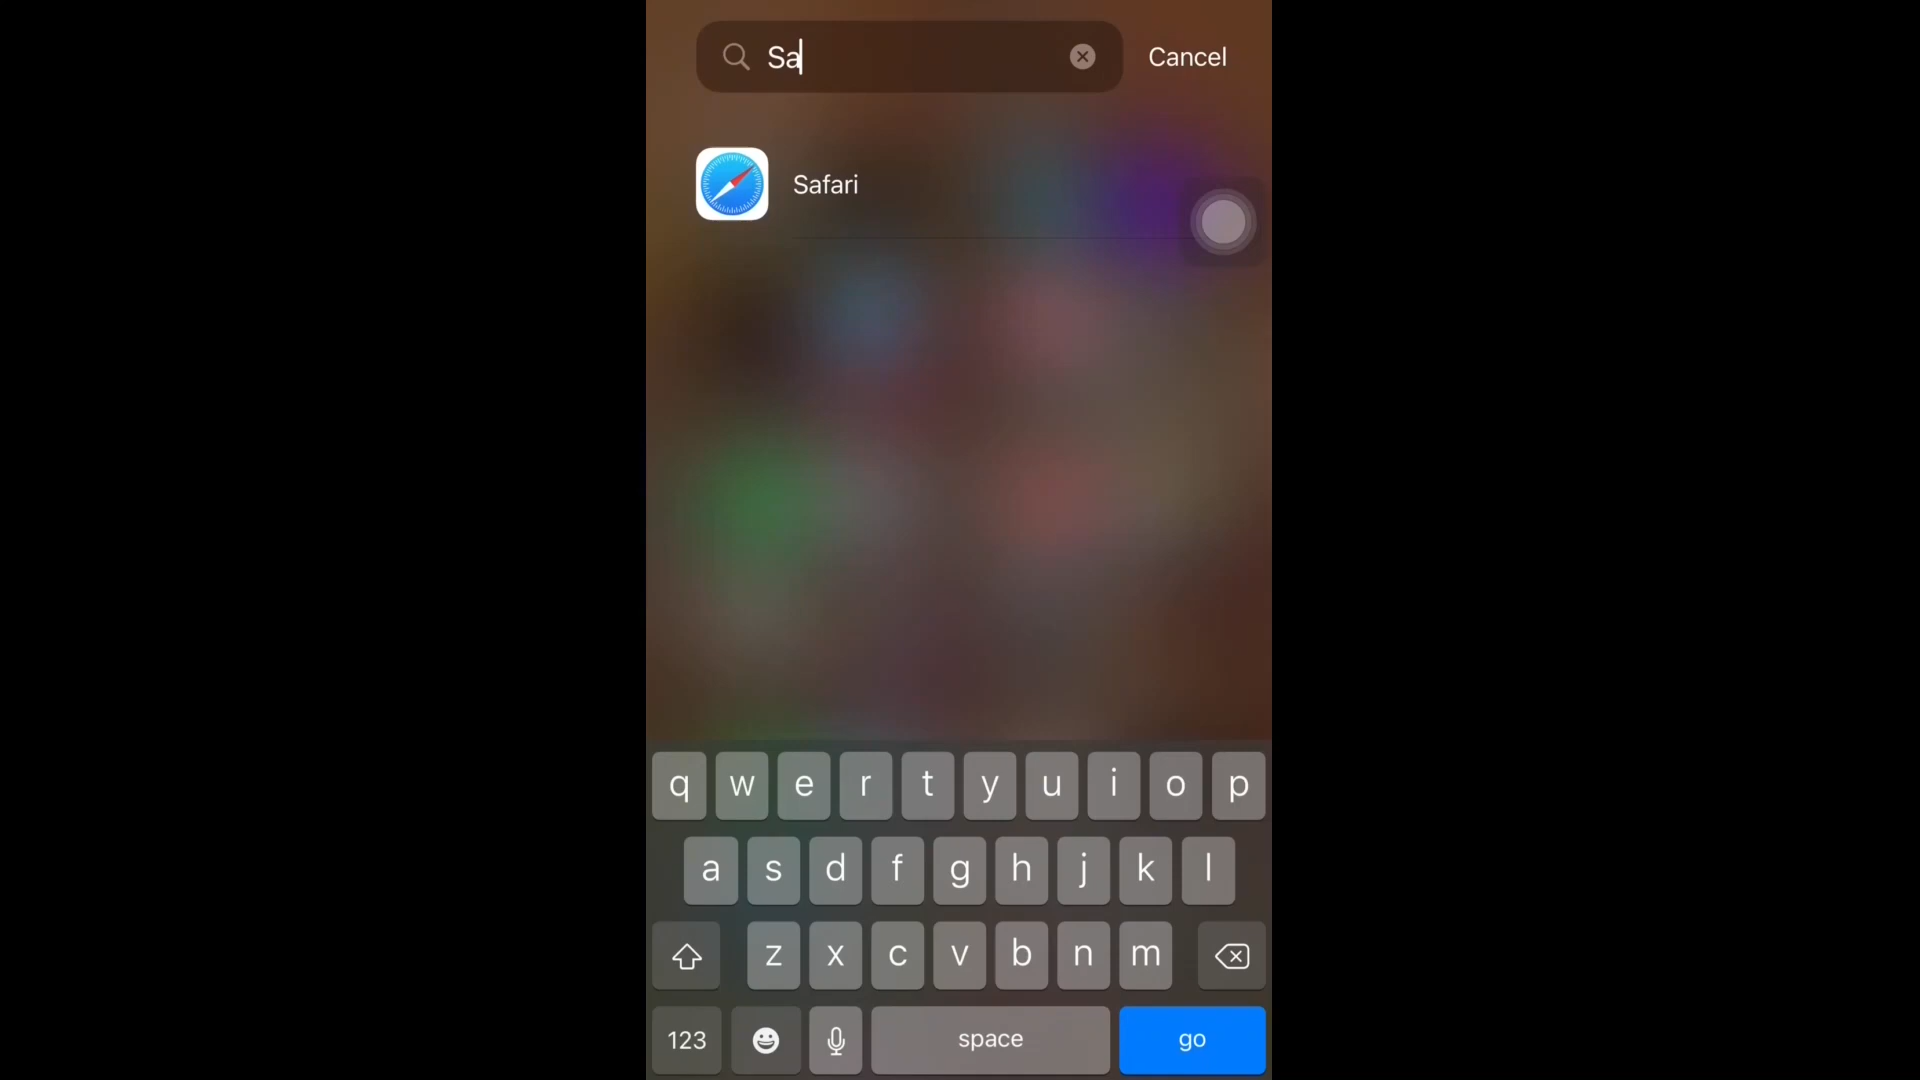 Sa
Cancel
Safari
q w e r t y u i o p
a s d f g h j k l
z x c v b n m
123 space go